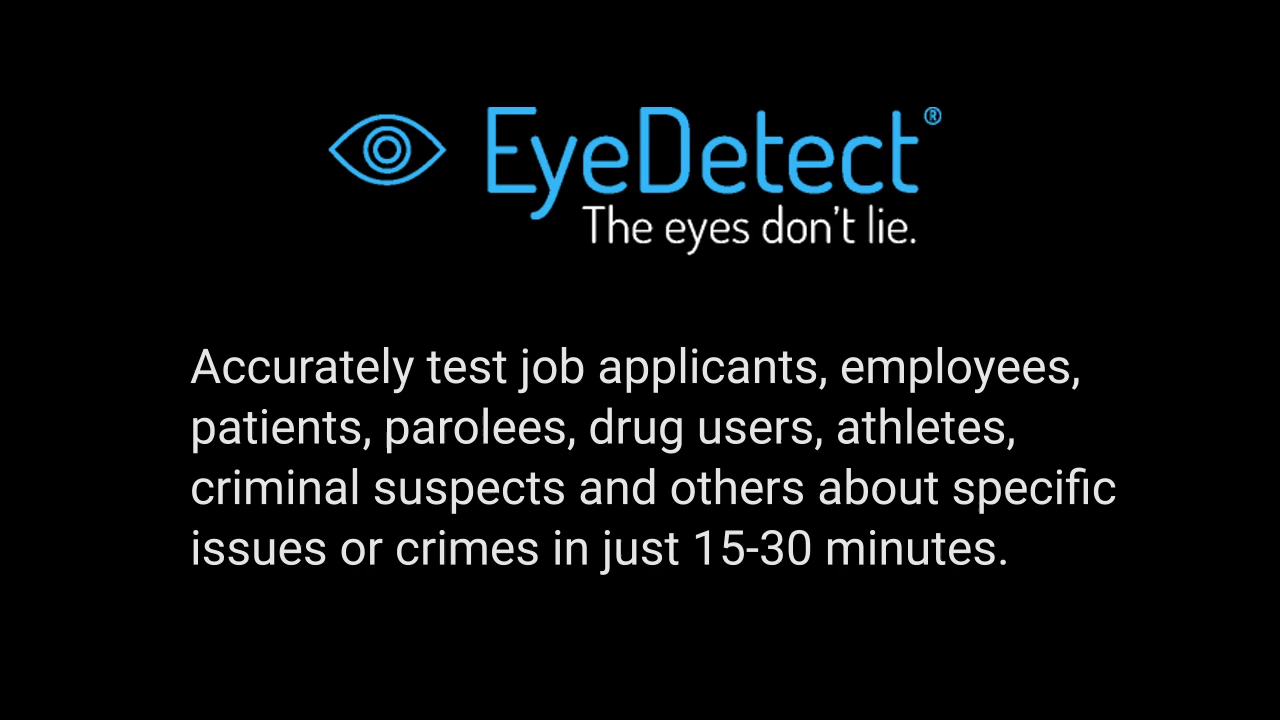 EyeDetect®
The eyes don't lie.
Accurately test job applicants, employees,
patients, parolees, drug users, athletes,
criminal suspects and others about specific
issues or crimes in just 15-30 minutes.